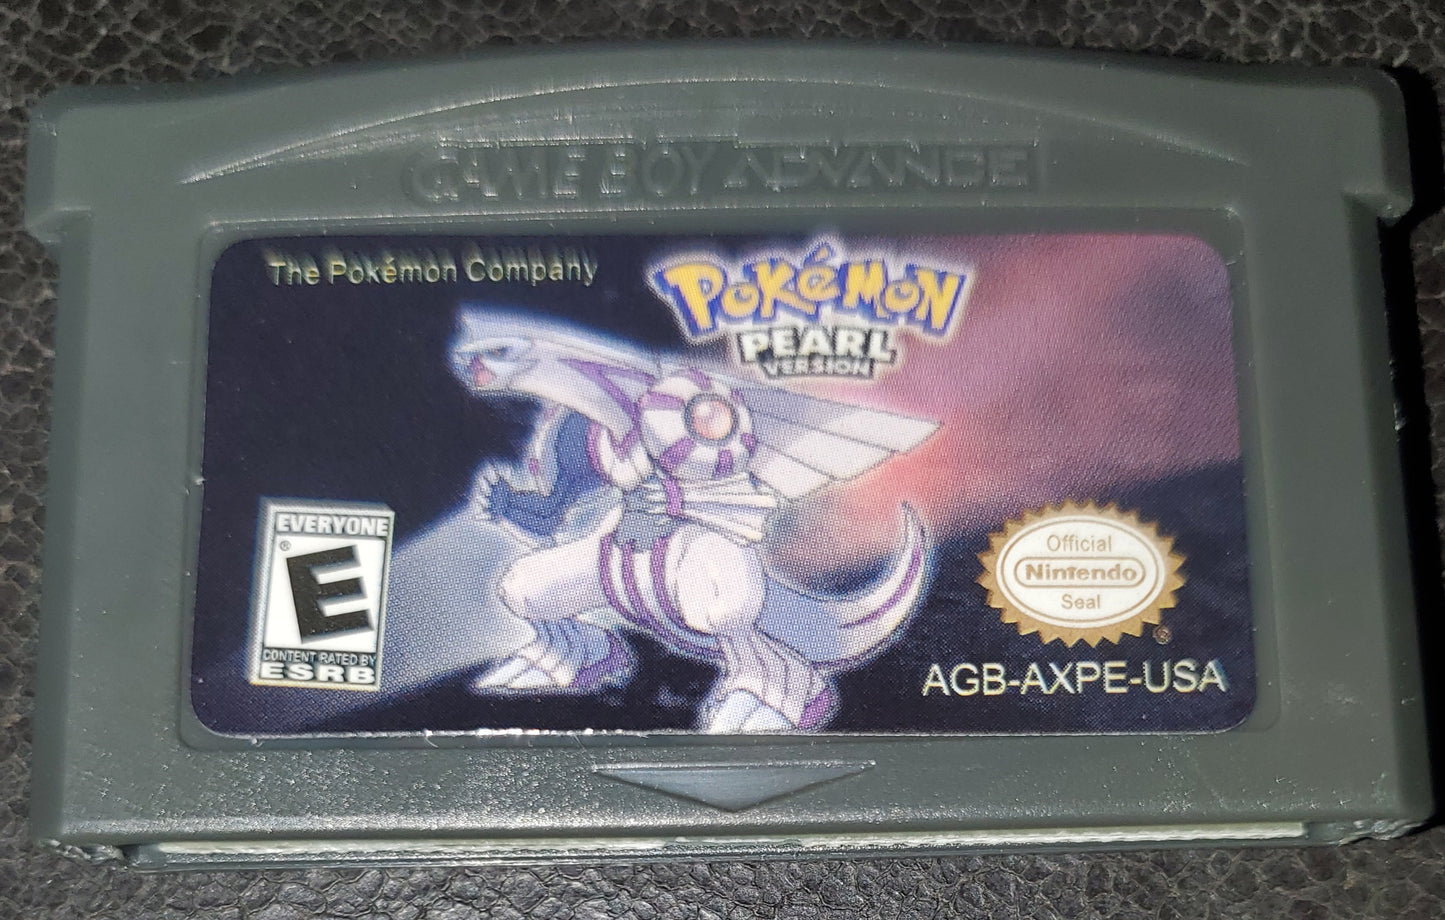 GAME BOY ADVANCE
The Pokémon Company
POKéMON
PEARL
VERSION
EVERYONE
E
®
CONTENT RATED BY
ESRB
Official
Nintendo
Seal
®
AGB-AXPE-USA